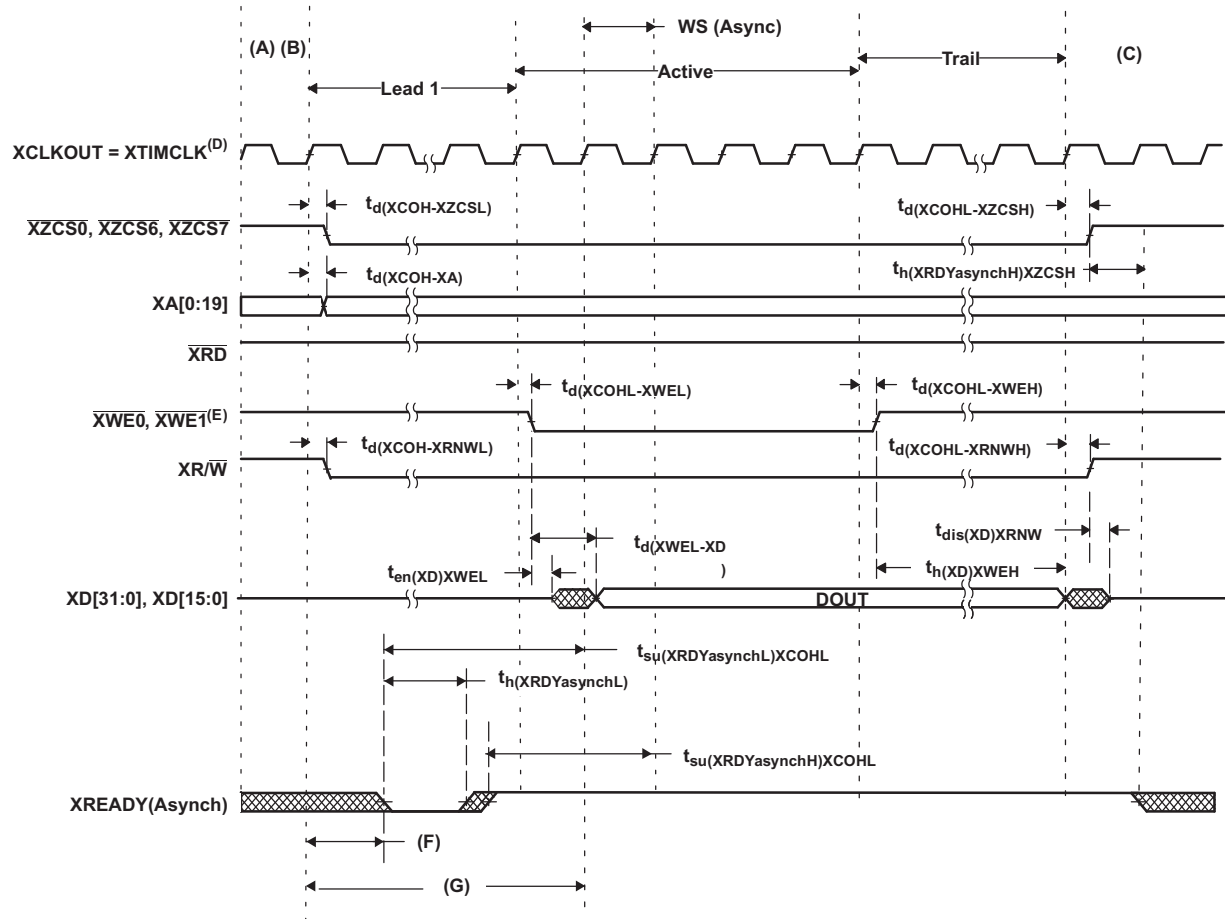 WS (Async)
(A) (B)
(C)
Trail
Active
Lead 1
XCLKOUT = XTIMCLK(D)
td(XCOH-XZCSL)
td(XCOHL-XZCSH)
XZCS0, XZCS6, XZCS7
td(XCOH-XA)
th(XRDYasynchH)XZCSH
XA[0:19]
XRD
td(XCOHL-XWEL)
td(XCOHL-XWEH)
XWE0, XWE1(E)
td(XCOH-XRNWL)
td(XCOHL-XRNWH)
XR/W
td(XWEL-XD
)
tdis(XD)XRNW
ten(XD)XWEL
th(XD)XWEH
XD[31:0], XD[15:0]
DOUT
tsu(XRDYasynchL)XCOHL
th(XRDYasynchL)
tsu(XRDYasynchH)XCOHL
XREADY(Asynch)
(F)
(G)